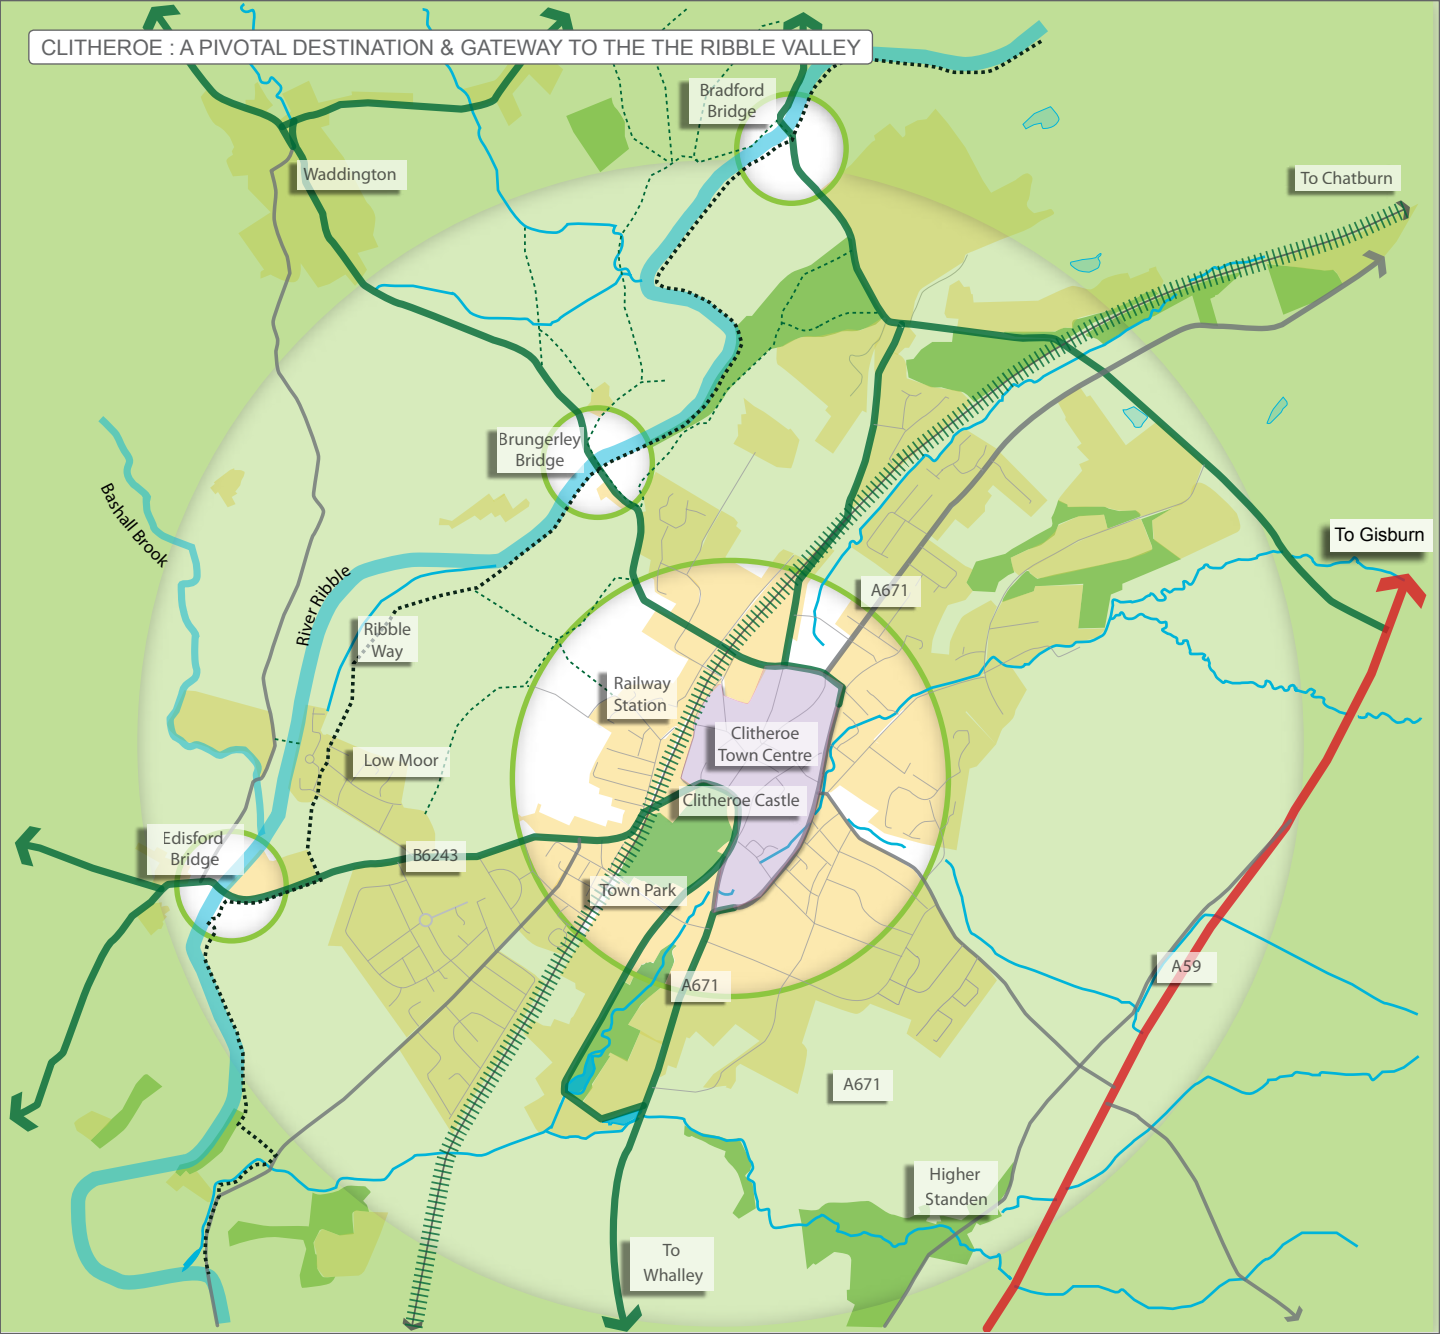 CLITHEROE : A PIVOTAL DESTINATION & GATEWAY TO THE THE RIBBLE VALLEY
Bradford
Bridge
Waddington
To Chatburn
Brungerley
Bridge
Bashall Brook
To Gisburn
River Ribble
A671
Ribble
Way
Railway
Station
Clitheroe
Town Centre
Low Moor
Clitheroe Castle
Edisford
Bridge
B6243
Town Park
A59
A671
A671
Higher
Standen
To
Whalley